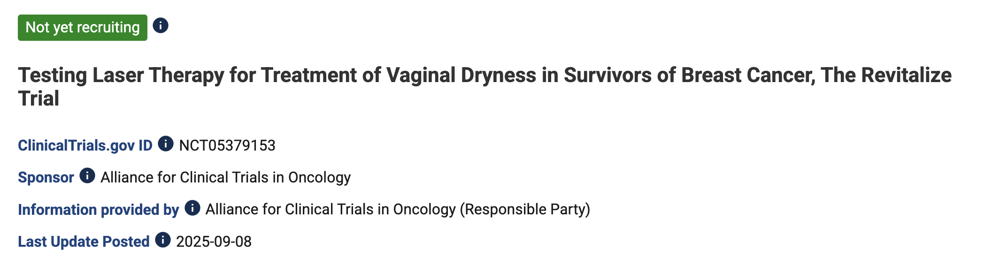 Not yet recruiting
Testing Laser Therapy for Treatment of Vaginal Dryness in Survivors of Breast Cancer, The Revitalize
Trial
ClinicalTrials.gov ID i NCT05379153
Sponsor i Alliance for Clinical Trials in Oncology
Information provided by i Alliance for Clinical Trials in Oncology (Responsible Party)
Last Update Posted i 2025-09-08